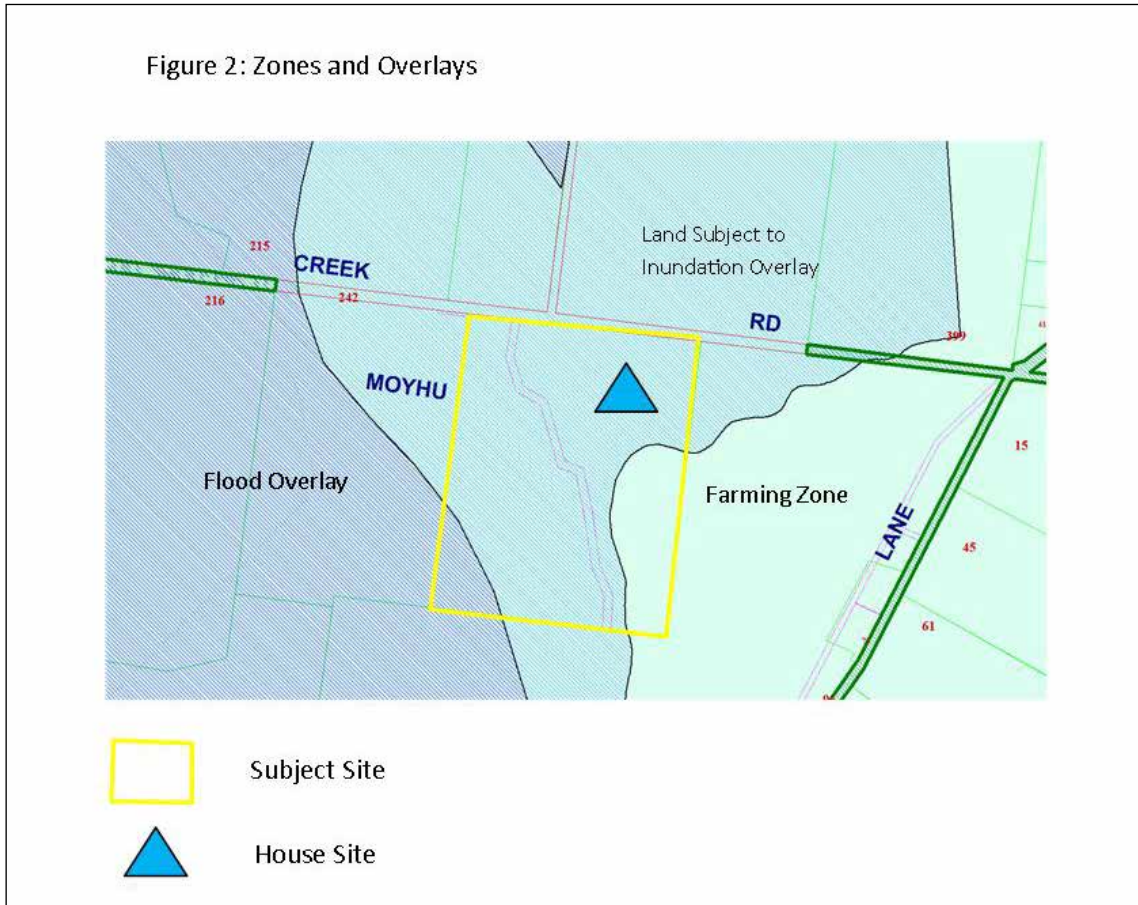 Figure 2: Zones and Overlays
Land Subject to
Inundation Overlay
215
CREEK
216
242
RD
399
MOYHU
15
Flood Overlay
Farming Zone
LANE
45
61
Subject Site
House Site